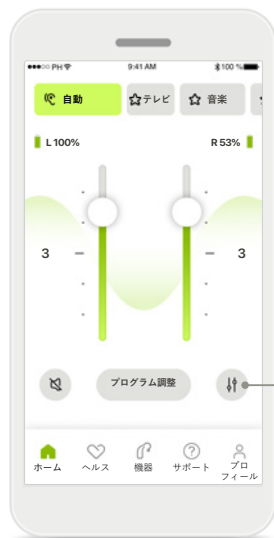 PH 9:41 AM 100 %
自動 テレビ 音楽
L 100% R 53%
3 3
プログラム調整
ホーム ヘルス 機器 サポート プロ
フィール